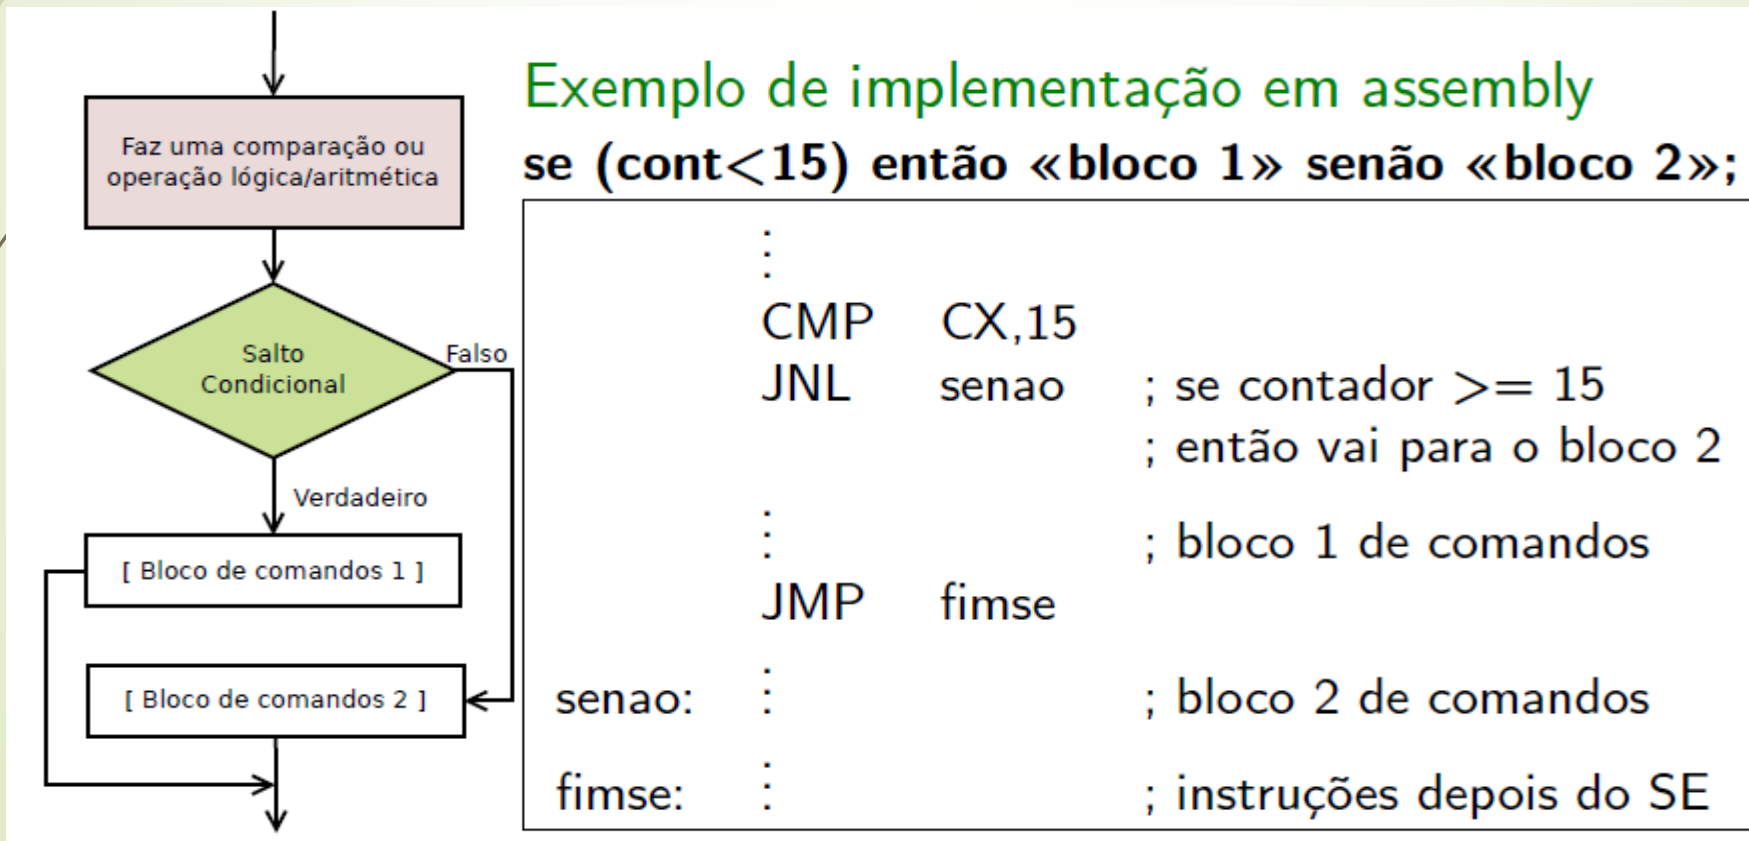 Faz uma comparação ou
operação lógica/aritmética
Salto
Condicional
Falso
Verdadeiro
[ Bloco de comandos 1 ]
[ Bloco de comandos 2 ]
Exemplo de implementação em assembly
se (cont<15) então «bloco 1» senão «bloco 2»;
⋮
CMP CX,15
JNL senao ; se contador >= 15
; então vai para o bloco 2
⋮ ; bloco 1 de comandos
JMP fimse
senao: ⋮ ; bloco 2 de comandos
fimse: ⋮ ; instruções depois do SE